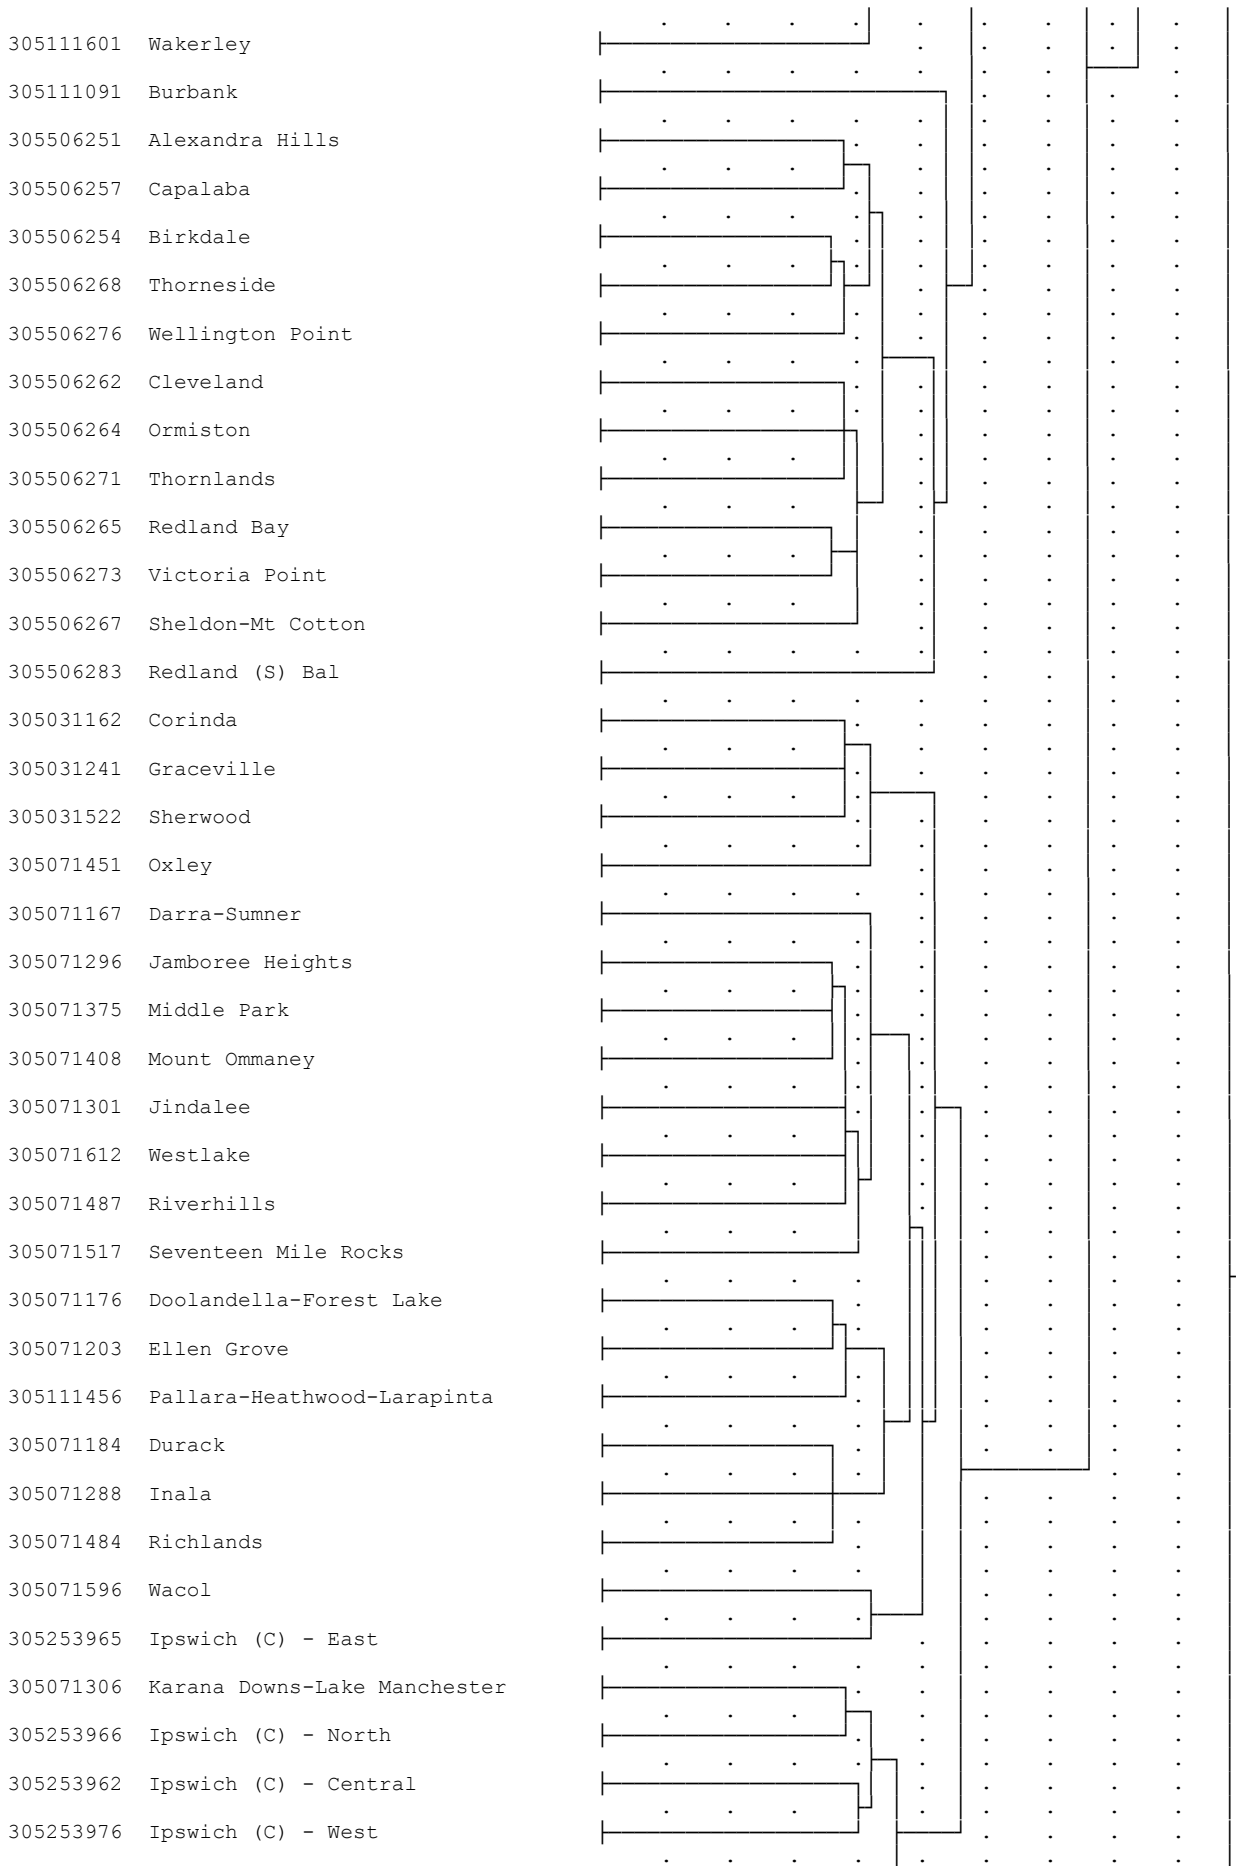 305111601 Wakerley
305111091 Burbank
305506251 Alexandra Hills
305506257 Capalaba
305506254 Birkdale
305506268 Thorneside
305506276 Wellington Point
305506262 Cleveland
305506264 Ormiston
305506271 Thornlands
305506265 Redland Bay
305506273 Victoria Point
305506267 Sheldon-Mt Cotton
305506283 Redland (S) Bal
305031162 Corinda
305031241 Graceville
305031522 Sherwood
305071451 Oxley
305071167 Darra-Sumner
305071296 Jamboree Heights
305071375 Middle Park
305071408 Mount Ommaney
305071301 Jindalee
305071612 Westlake
305071487 Riverhills
305071517 Seventeen Mile Rocks
305071176 Doolandella-Forest Lake
305071203 Ellen Grove
305111456 Pallara-Heathwood-Larapinta
305071184 Durack
305071288 Inala
305071484 Richlands
305071596 Wacol
305253965 Ipswich (C) - East
305071306 Karana Downs-Lake Manchester
305253966 Ipswich (C) - North
305253962 Ipswich (C) - Central
305253976 Ipswich (C) - West